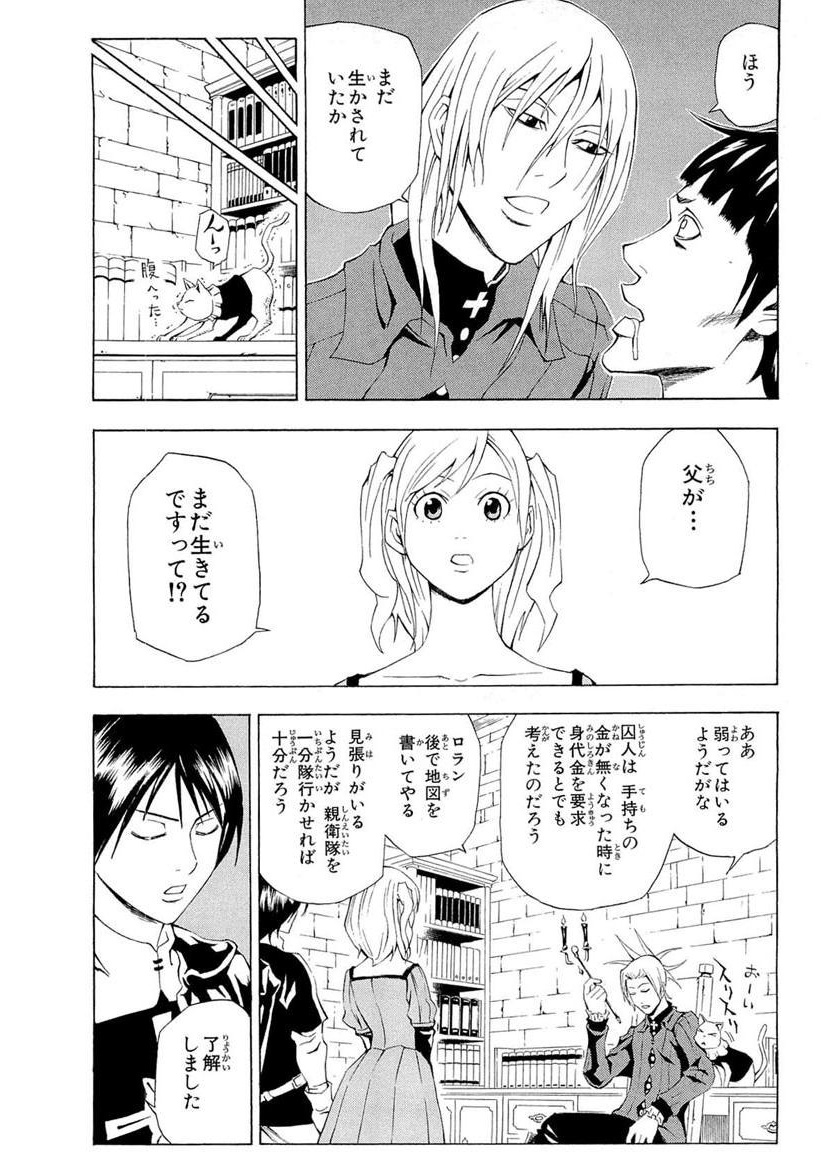 ほう
まだ
生かされて
いたか
んーっ
腹へった…
父が…
まだ生きてる
ですって!?
ああ
弱ってはいる
ようだがな
囚人は 手持ちの
金が無くなった時に
身代金を要求
できるとでも
考えたのだろう
おーい
スリスリ
ロラン
後で地図を
書いてやる
見張りがいる
ようだが 親衛隊を
一分隊行かせれば
十分だろう
了解
しました